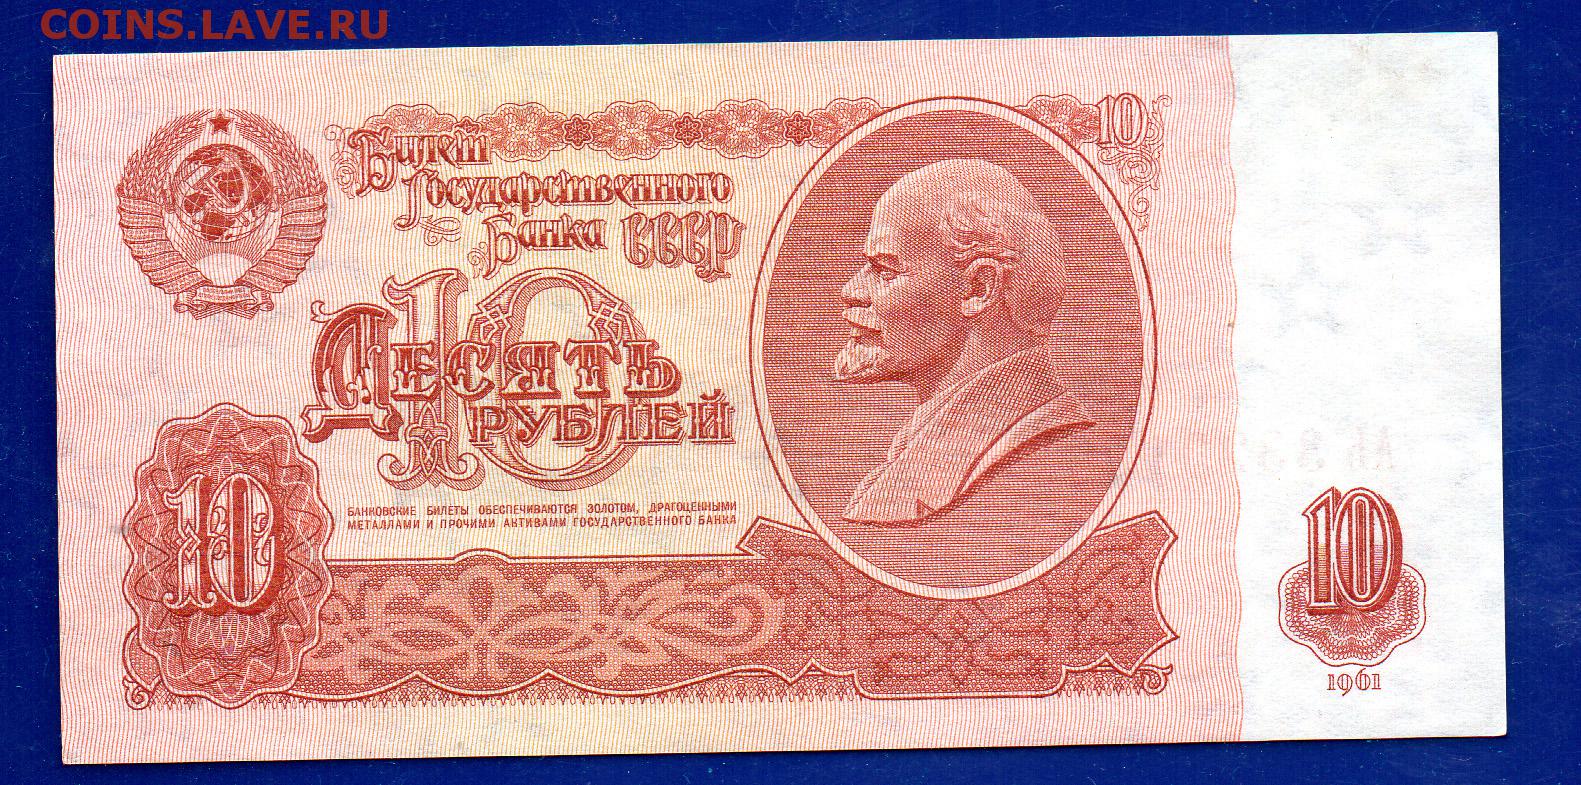 COINS.LAVE.RU
10
Билет
Государственного
Банка СССР
10
Десять
рублей
БАНКОВСКИЕ БИЛЕТЫ ОБЕСПЕЧИВАЮТСЯ ЗОЛОТОМ, ДРАГОЦЕННЫМИ
МЕТАЛЛАМИ И ПРОЧИМИ АКТИВАМИ ГОСУДАРСТВЕННОГО БАНКА
10
10
1961